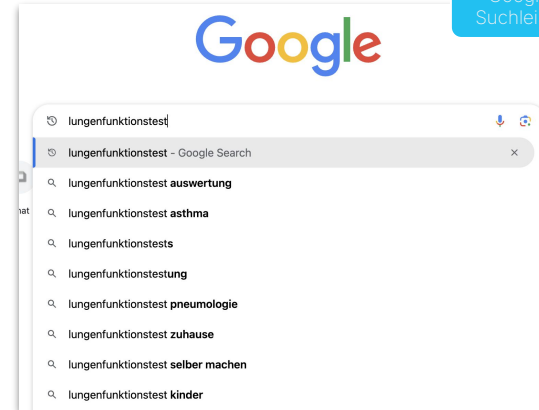 Suchlei
Google
lungenfunktionstest
lungenfunktionstest - Google Search
lungenfunktionstest auswertung
lungenfunktionstest asthma
lungenfunktionstests
lungenfunktionstestung
lungenfunktionstest pneumologie
lungenfunktionstest zuhause
lungenfunktionstest selber machen
lungenfunktionstest kinder